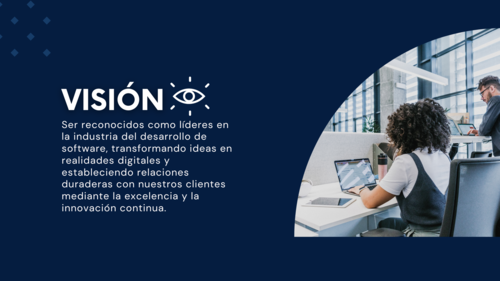 VISIÓN
Ser reconocidos como líderes en
la industria del desarrollo de
software, transformando ideas en
realidades digitales y
estableciendo relaciones
duraderas con nuestros clientes
mediante la excelencia y la
innovación continua.